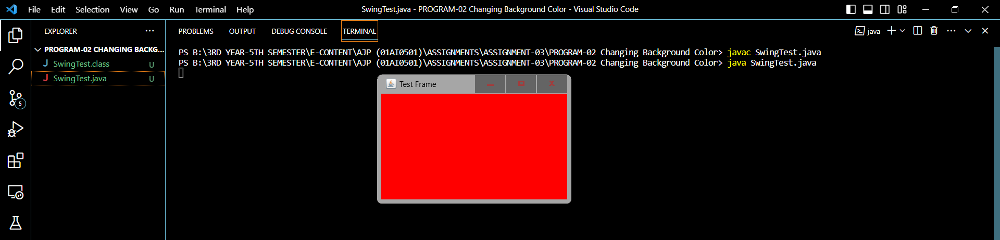 File Edit Selection View Go Run Terminal Help
SwingTest.java - PROGRAM-02 Changing Background Color - Visual Studio Code
EXPLORER
PROGRAM-02 CHANGING BACKG...
J SwingTest.class U
J SwingTest.java U
5
PROBLEMS OUTPUT DEBUG CONSOLE TERMINAL
java
PS B:\3RD YEAR-5TH SEMESTER\E-CONTENT\AJP (01AI0501)\ASSIGNMENTS\ASSIGNMENT-03\PROGRAM-02 Changing Background Color> javac SwingTest.java
PS B:\3RD YEAR-5TH SEMESTER\E-CONTENT\AJP (01AI0501)\ASSIGNMENTS\ASSIGNMENT-03\PROGRAM-02 Changing Background Color> java SwingTest.java
Test Frame